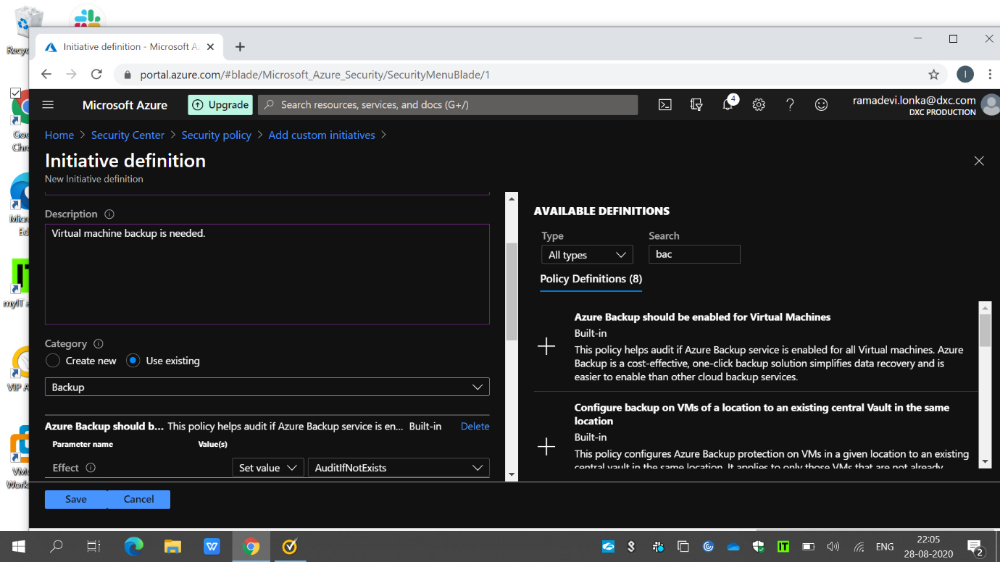 Recyc
Initiative definition - Microsoft A
portal.azure.com/#blade/Microsoft_Azure_Security/SecurityMenuBlade/1
I
Microsoft Azure
Upgrade
Search resources, services, and docs (G+/)
4
ramadevi.lonka@dxc.com
DXC PRODUCTION
Goo
Chro
Home > Security Center > Security policy > Add custom initiatives >
Initiative definition
New Initiative definition
Description
Virtual machine backup is needed.
Micro
Ed
myIT a
VIP A
VMw
Works
Category
Create new
Use existing
Backup
Azure Backup should b... This policy helps audit if Azure Backup service is en... Built-in Delete
Parameter name Value(s)
Effect Set value AuditIfNotExists
Save Cancel
AVAILABLE DEFINITIONS
Type Search
All types bac
Policy Definitions (8)
Azure Backup should be enabled for Virtual Machines
Built-in
This policy helps audit if Azure Backup service is enabled for all Virtual machines. Azure
Backup is a cost-effective, one-click backup solution simplifies data recovery and is
easier to enable than other cloud backup services.
Configure backup on VMs of a location to an existing central Vault in the same
location
Built-in
This policy configures Azure Backup protection on VMs in a given location to an existing
central vault in the same location. It applies to only those VMs that are not already
ENG
22:05
28-08-2020
2